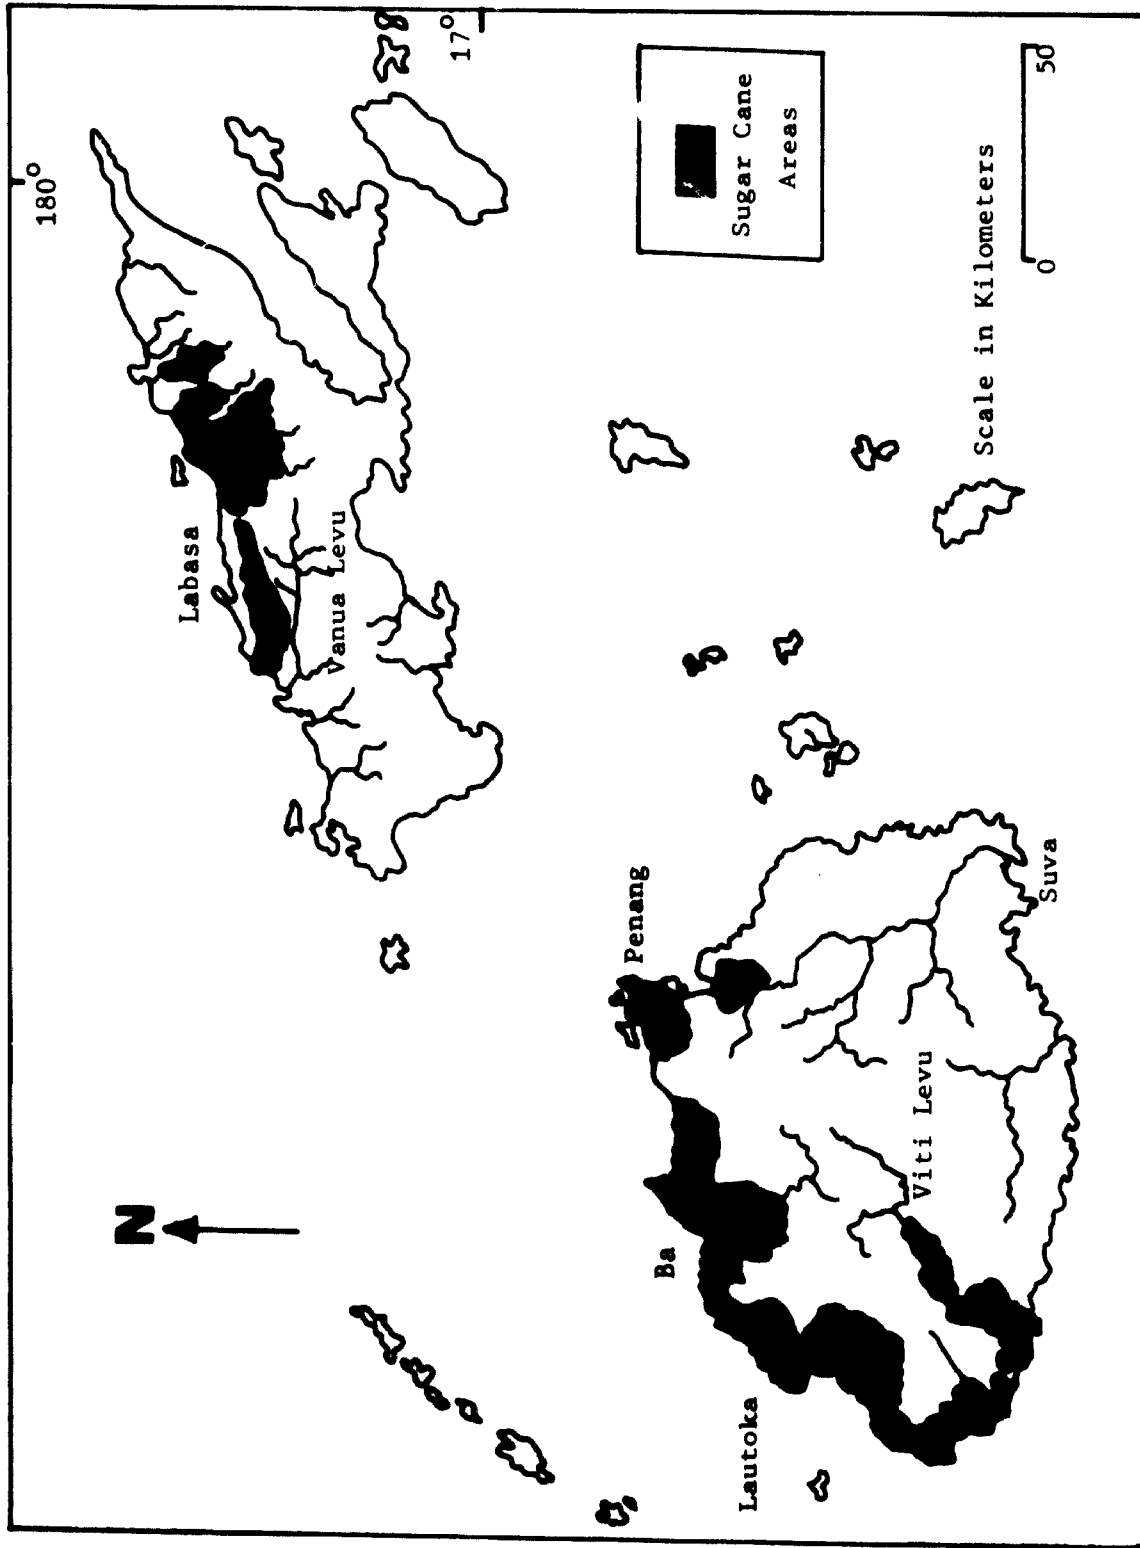 180°
17°
N
Labasa
Vanua Levu
Sugar Cane
Areas
Penang
Ba
Lautoka
Viti Levu
Suva
Scale in Kilometers
0 50